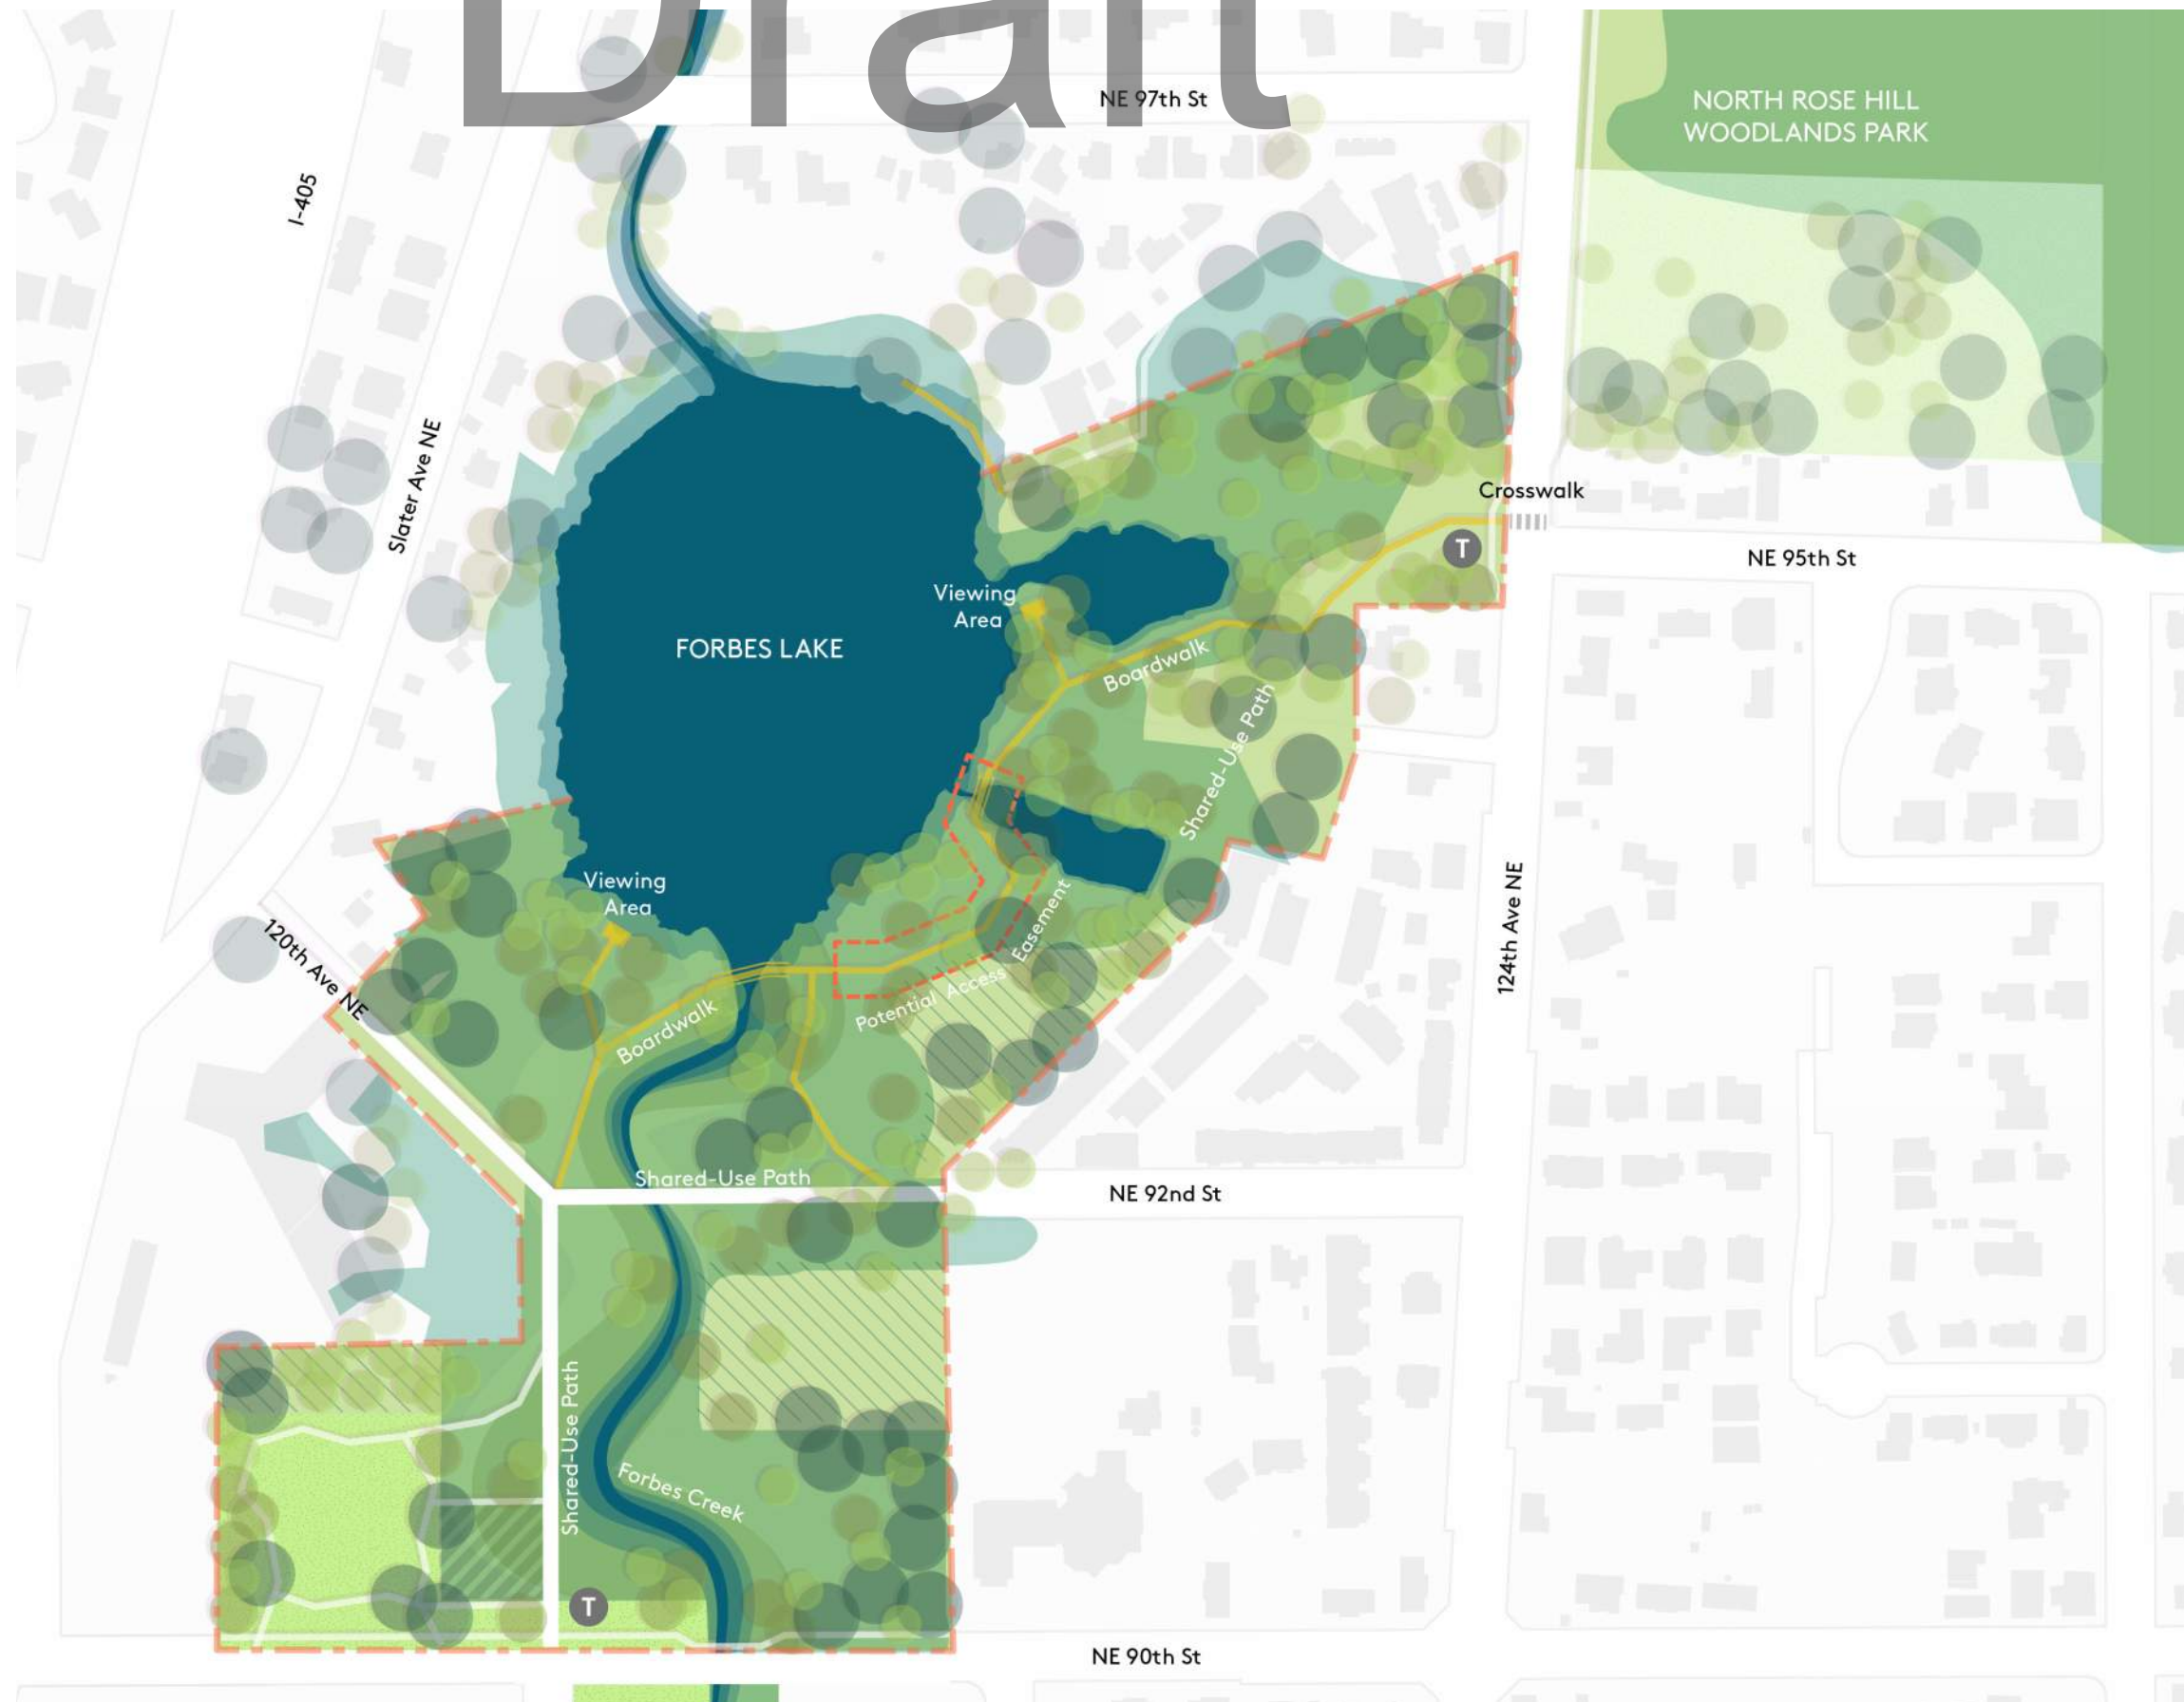 Draft
NE 97th St
NORTH ROSE HILL
WOODLANDS PARK
I-405
Slater Ave NE
Crosswalk
T
NE 95th St
Viewing
Area
FORBES LAKE
Boardwalk
Shared-Use Path
Viewing
Area
124th Ave NE
120th Ave NE
Potential Access Easement
Boardwalk
Shared-Use Path
NE 92nd St
Shared-Use Path
Forbes Creek
T
NE 90th St